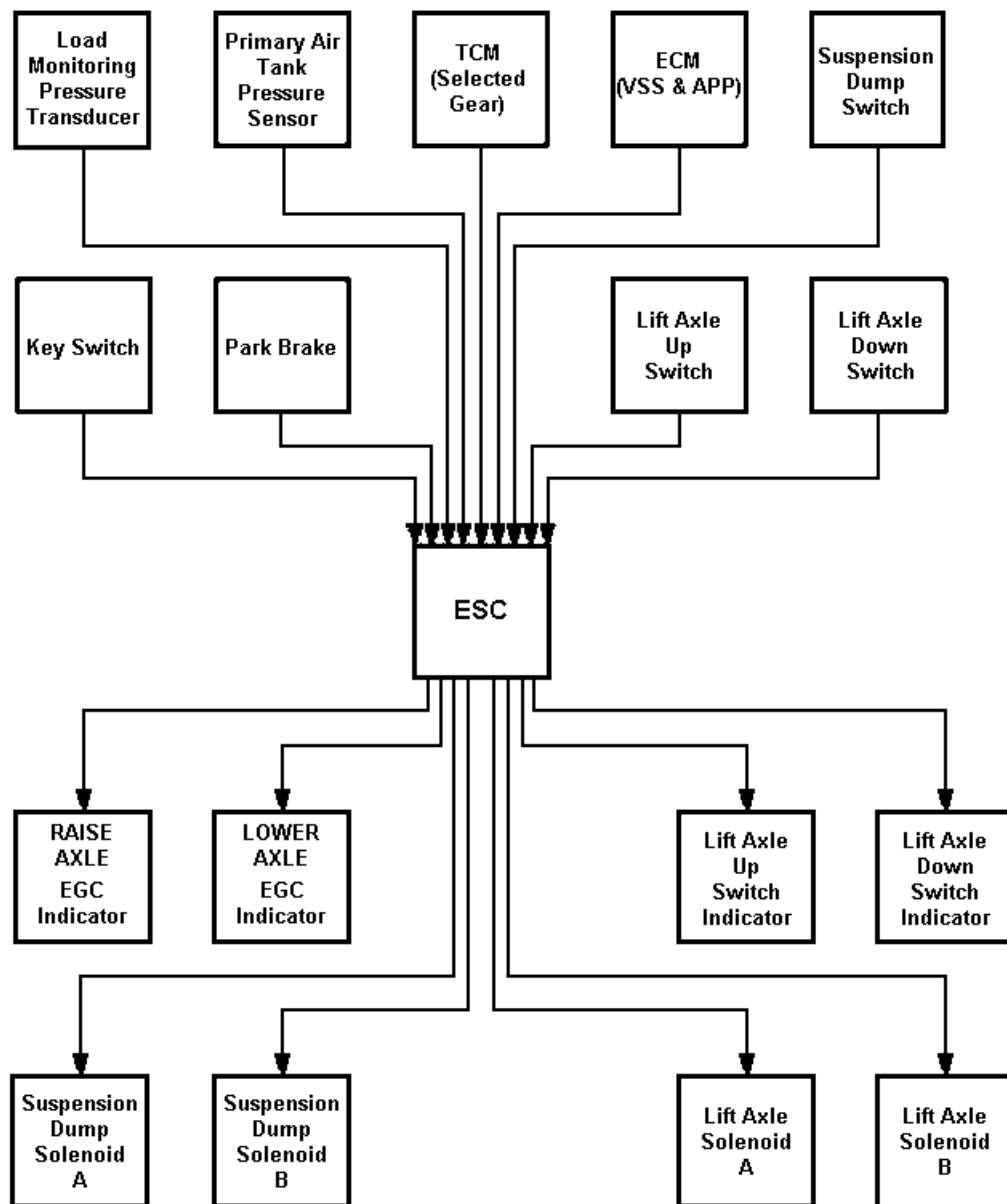 Load
Monitoring
Pressure
Transducer
Primary Air
Tank
Pressure
Sensor
TCM
(Selected
Gear)
ECM
(VSS & APP)
Suspension
Dump
Switch
Key Switch
Park Brake
Lift Axle
Up
Switch
Lift Axle
Down
Switch
ESC
RAISE
AXLE
EGC
Indicator
LOWER
AXLE
EGC
Indicator
Lift Axle
Up
Switch
Indicator
Lift Axle
Down
Switch
Indicator
Suspension
Dump
Solenoid
A
Suspension
Dump
Solenoid
B
Lift Axle
Solenoid
A
Lift Axle
Solenoid
B